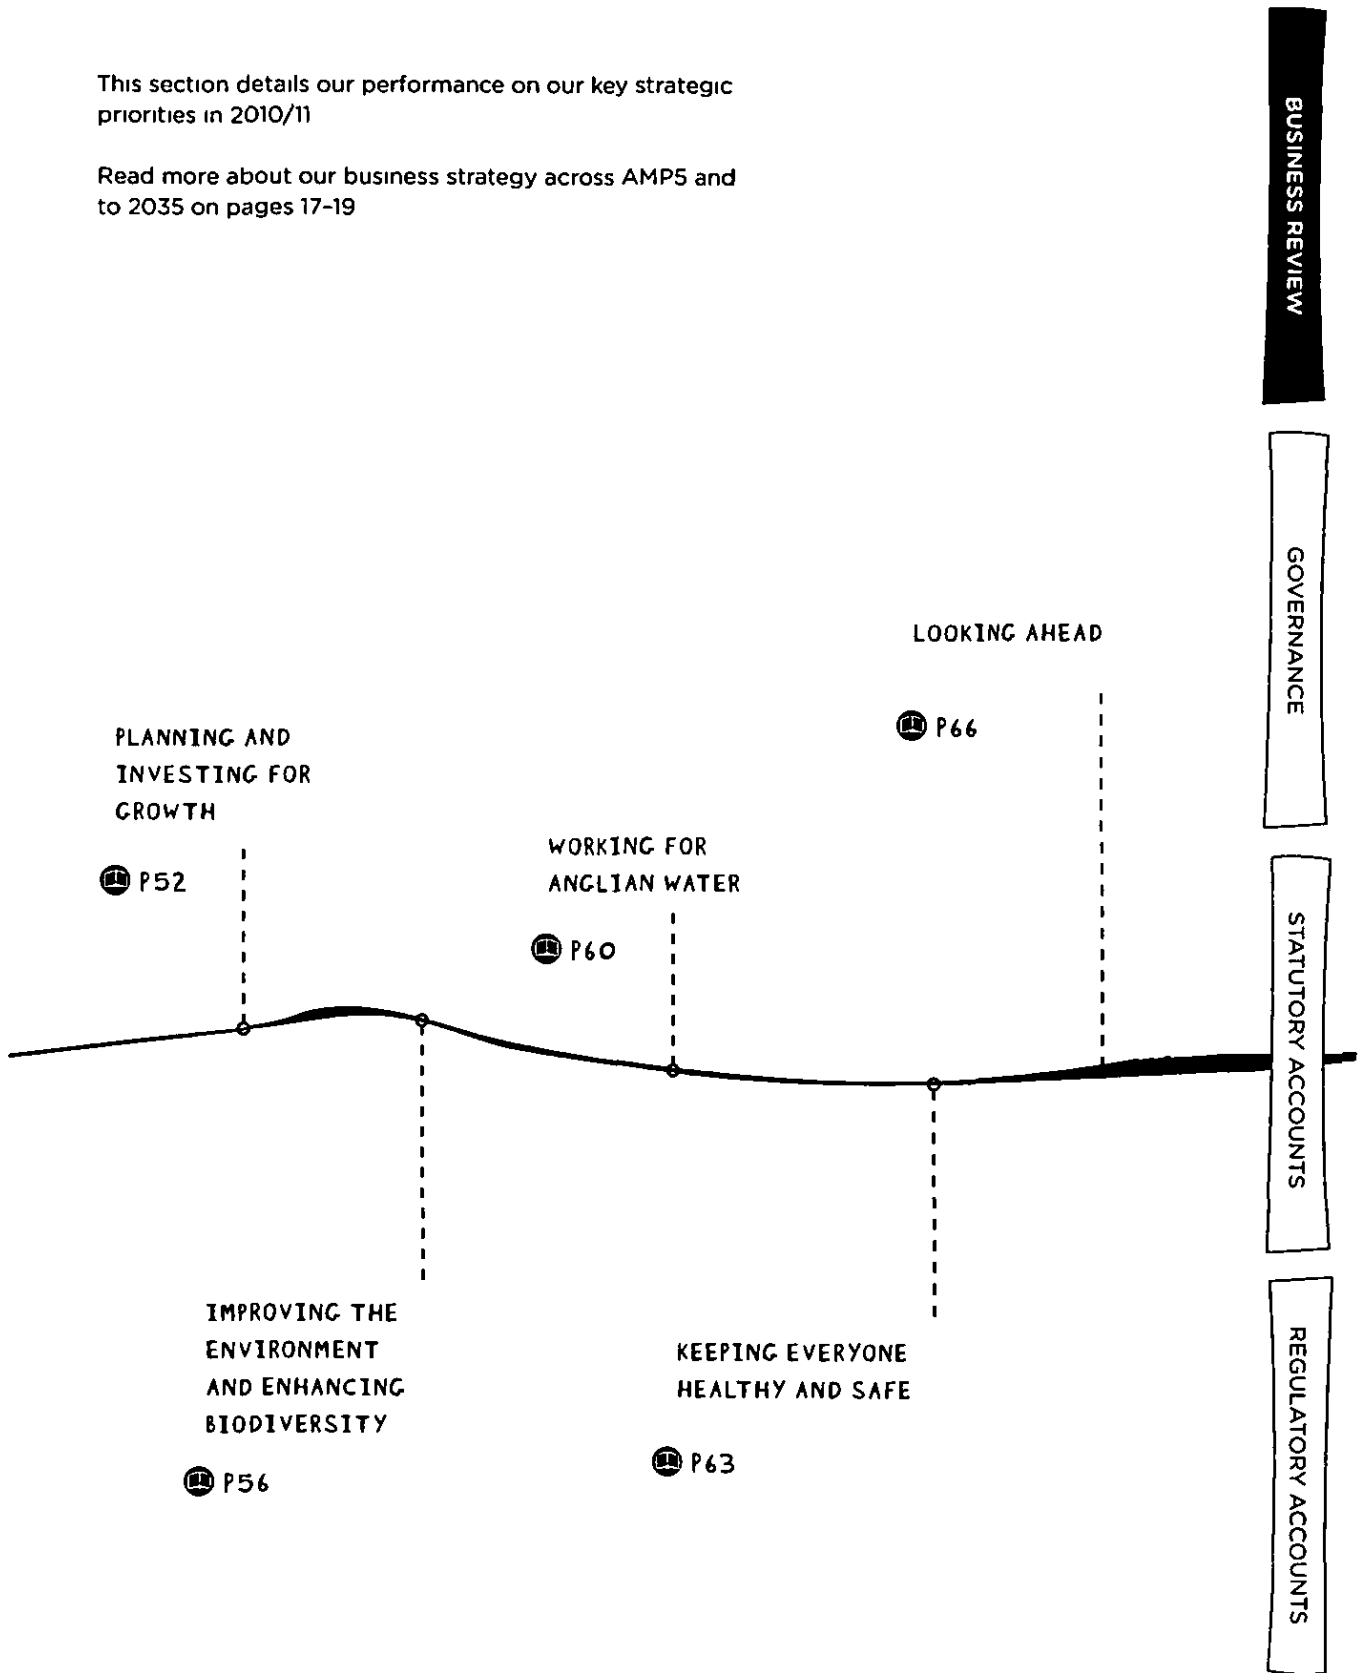 This section details our performance on our key strategic
priorities in 2010/11
Read more about our business strategy across AMP5 and
to 2035 on pages 17-19
PLANNING AND
INVESTING FOR
GROWTH
P52
IMPROVING THE
ENVIRONMENT
AND ENHANCING
BIODIVERSITY
P56
WORKING FOR
ANGLIAN WATER
P60
KEEPING EVERYONE
HEALTHY AND SAFE
P63
LOOKING AHEAD
P66
BUSINESS REVIEW
GOVERNANCE
STATUTORY ACCOUNTS
REGULATORY ACCOUNTS